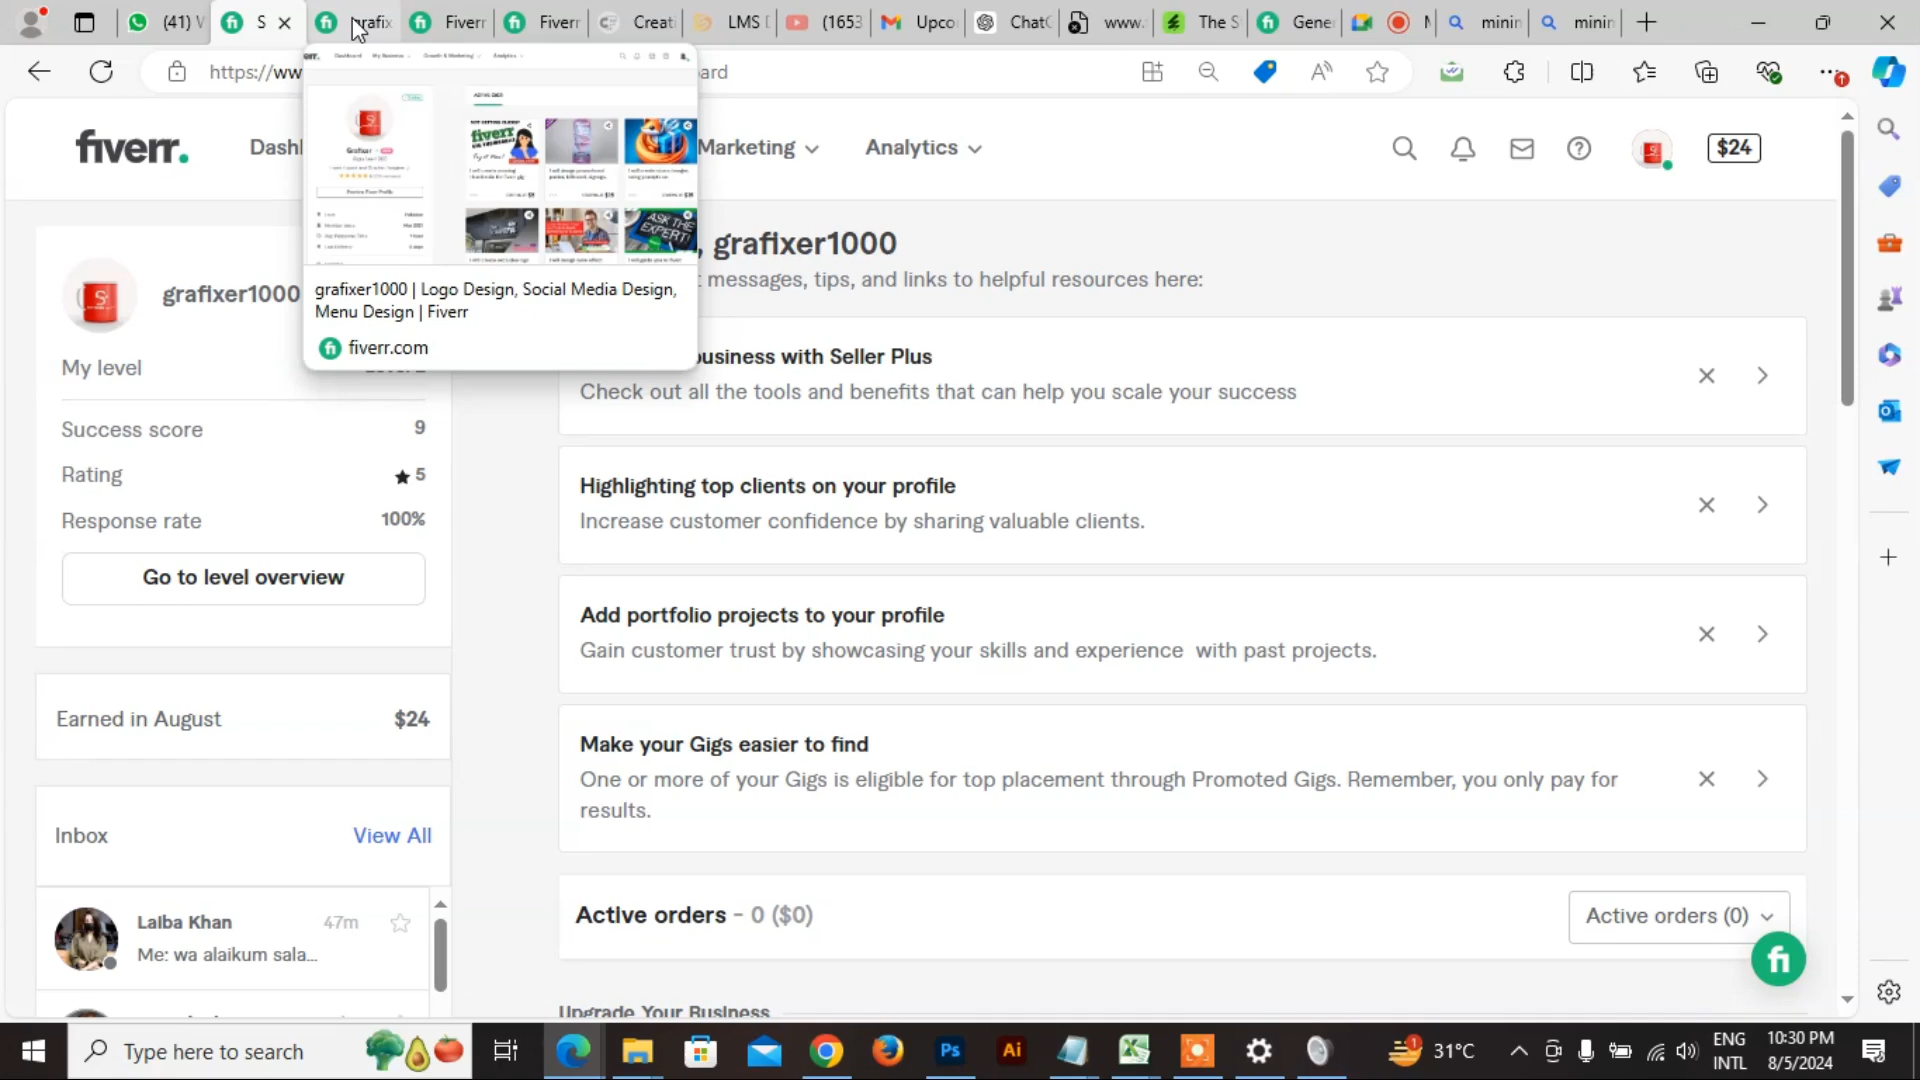 (41) V
S
grafix
Fiverr
Fiverr
Creati
LMS D
(1653
Upco
ChatG
www.
The S
Gene
minin
minin
https://ww
ard
fiverr.
Dashl
Marketing
Analytics
$24
grafixer1000 | Logo Design, Social Media Design,
Menu Design | Fiverr
fiverr.com
grafixer1000
My level
Success score 9
Rating ★ 5
Response rate 100%
Go to level overview
Earned in August $24
Inbox View All
Laiba Khan 47m
Me: wa alaikum sala...
, grafixer1000
t messages, tips, and links to helpful resources here:
business with Seller Plus
Check out all the tools and benefits that can help you scale your success
Highlighting top clients on your profile
Increase customer confidence by sharing valuable clients.
Add portfolio projects to your profile
Gain customer trust by showcasing your skills and experience with past projects.
Make your Gigs easier to find
One or more of your Gigs is eligible for top placement through Promoted Gigs. Remember, you only pay for
results.
Active orders - 0 ($0)
Active orders (0)
fi
Upgrade Your Business
Type here to search
Ps
Ai
31°C
ENG
INTL
10:30 PM
8/5/2024